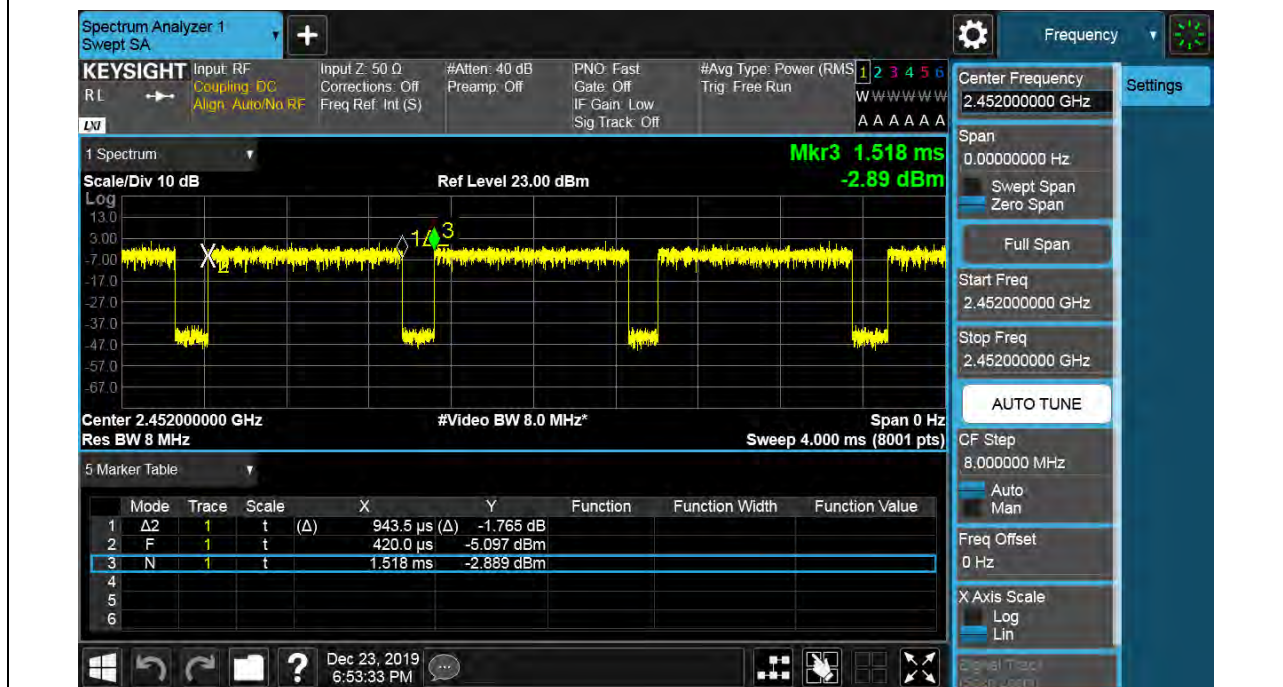 Spectrum Analyzer 1
Swept SA
Frequency
KEYSIGHT
RL
LXI
Input: RF
Coupling: DC
Align: Auto/No RF
Input Z: 50 Ω
Corrections: Off
Freq Ref: Int (S)
#Atten: 40 dB
Preamp: Off
PNO: Fast
Gate: Off
IF Gain: Low
Sig Track: Off
#Avg Type: Power (RMS
Trig: Free Run
1 2 3 4 5 6
W W W W W W
A A A A A A
Center Frequency
2.452000000 GHz
Settings
1 Spectrum
Mkr3 1.518 ms
-2.89 dBm
Scale/Div 10 dB
Ref Level 23.00 dBm
Log
13.0
3.00
-7.00
-17.0
-27.0
-37.0
-47.0
-57.0
-67.0
3
Center 2.452000000 GHz
#Video BW 8.0 MHz*
Span 0 Hz
Res BW 8 MHz
Sweep 4.000 ms (8001 pts)
Span
0.00000000 Hz
Swept Span
Zero Span
Full Span
Start Freq
2.452000000 GHz
Stop Freq
2.452000000 GHz
AUTO TUNE
CF Step
8.000000 MHz
Auto
Man
Freq Offset
0 Hz
X Axis Scale
Log
Lin
5 Marker Table
Mode Trace Scale X Y Function Function Width Function Value
1 Δ2 1 t (Δ) 943.5 µs (Δ) -1.765 dB
2 F 1 t 420.0 µs -5.097 dBm
3 N 1 t 1.518 ms -2.889 dBm
4
5
6
Dec 23, 2019
6:53:33 PM